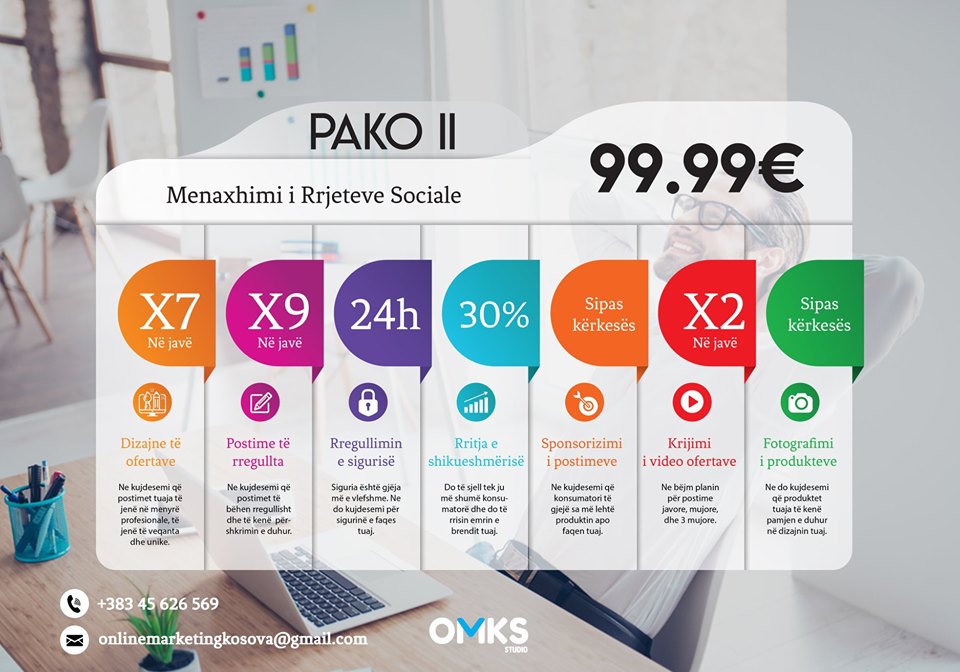 PAKO II
99.99€
Menaxhimi i Rrjeteve Sociale
X7
Në javë
Dizajne të
ofertave
Ne kujdesemi që
postimet tuaja të
jenë në mënyrë
profesionale, të
jenë të veqanta
dhe unike.
X9
Në javë
Postime të
rregullta
Ne kujdesemi që
postimet të
bëhen rregullisht
dhe të kenë për-
shkrimin e duhur.
24h
Rregullimin
e sigurisë
Siguria është gjëja
më e vlefshme. Ne
do kujdesemi për
sigurinë e faqes
tuaj.
30%
Rritja e
shikueshmërisë
Do të sjell tek ju
më shumë konsu-
matorë dhe do të
rrisin emrin e
brendit tuaj.
Sipas
kërkesës
Sponsorizimi
i postimeve
Ne kujdesemi që
konsumatori të
gjejë sa më lehtë
produktin apo
faqen tuaj.
X2
Në javë
Krijimi
i video ofertave
Ne bëjm planin
për postime
javore, mujore,
dhe 3 mujore.
Sipas
kërkesës
Fotografimi
i produkteve
Ne do kujdesemi
që produktet
tuaja të kenë
pamjen e duhur
në dizajnin tuaj.
+383 45 626 569
onlinemarketingkosova@gmail.com
OMKS
STUDIO